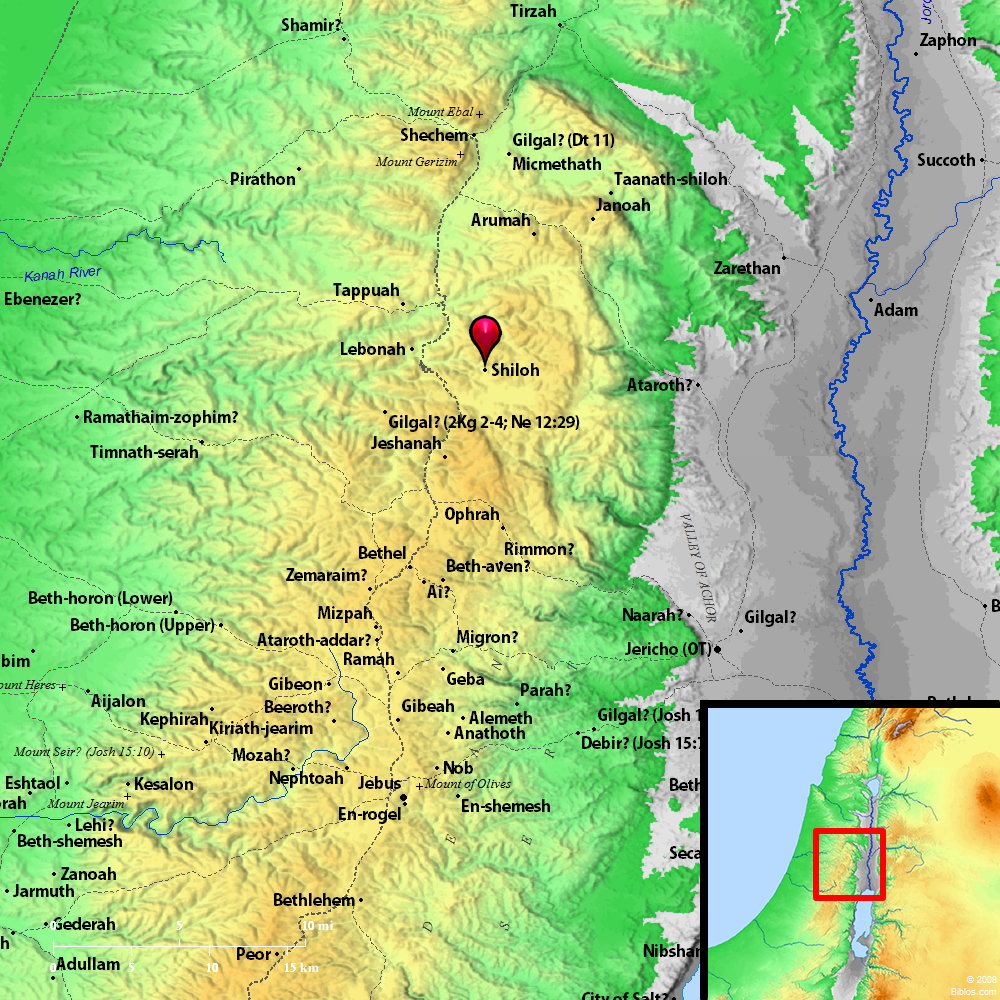 Tirzah
Shamir?
Jord
Zaphon
Mount Ebal
Shechem
Gilgal? (Dt 11)
Micmethath
Mount Gerizim
Succoth
Pirathon
Taanath-shiloh
Janoah
Arumah
Zarethan
Kanah River
Ebenezer?
Tappuah
Adam
Lebonah
Shiloh
Ataroth?
Ramathaim-zophim?
Gilgal? (2Kg 2-4; Ne 12:29)
Jeshanah
Timnath-serah
Ophrah
VALLEY OF ACHOR
Bethel
Rimmon?
Beth-aven?
Zemaraim?
Ai?
Beth-horon (Lower)
Mizpah
Naarah?
Gilgal?
B
Beth-horon (Upper)
Ataroth-addar?
Migron?
Jericho (OT)
bim
Ramah
Geba
ount Heres
Gibeon
Parah?
Aijalon
Beeroth?
Gibeah
Kephirah
Alemeth
Gilgal? (Josh 1
Kiriath-jearim
Anathoth
Debir? (Josh 15:7
Mount Seir? (Josh 15:10)
Mozah?
Nob
Nephtoah
Jebus
Mount of Olives
Beth
Eshtaol
Kesalon
rah
Mount Jearim
En-rogel
En-shemesh
Lehi?
Beth-shemesh
Seca
Zanoah
Jarmuth
Bethlehem
Gederah
5
10 mi
h
Peor
Nibshan
Adullam
0
5
10
15 km
City of Salt?
J U D E A N
D E S E R T
© 2008
Biblos.com